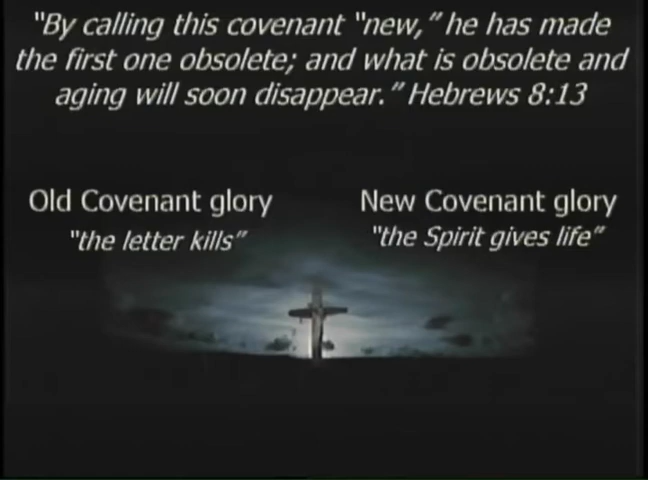 "By calling this covenant "new," he has made
the first one obsolete; and what is obsolete and
aging will soon disappear." Hebrews 8:13
Old Covenant glory
"the letter kills"
New Covenant glory
"the Spirit gives life"